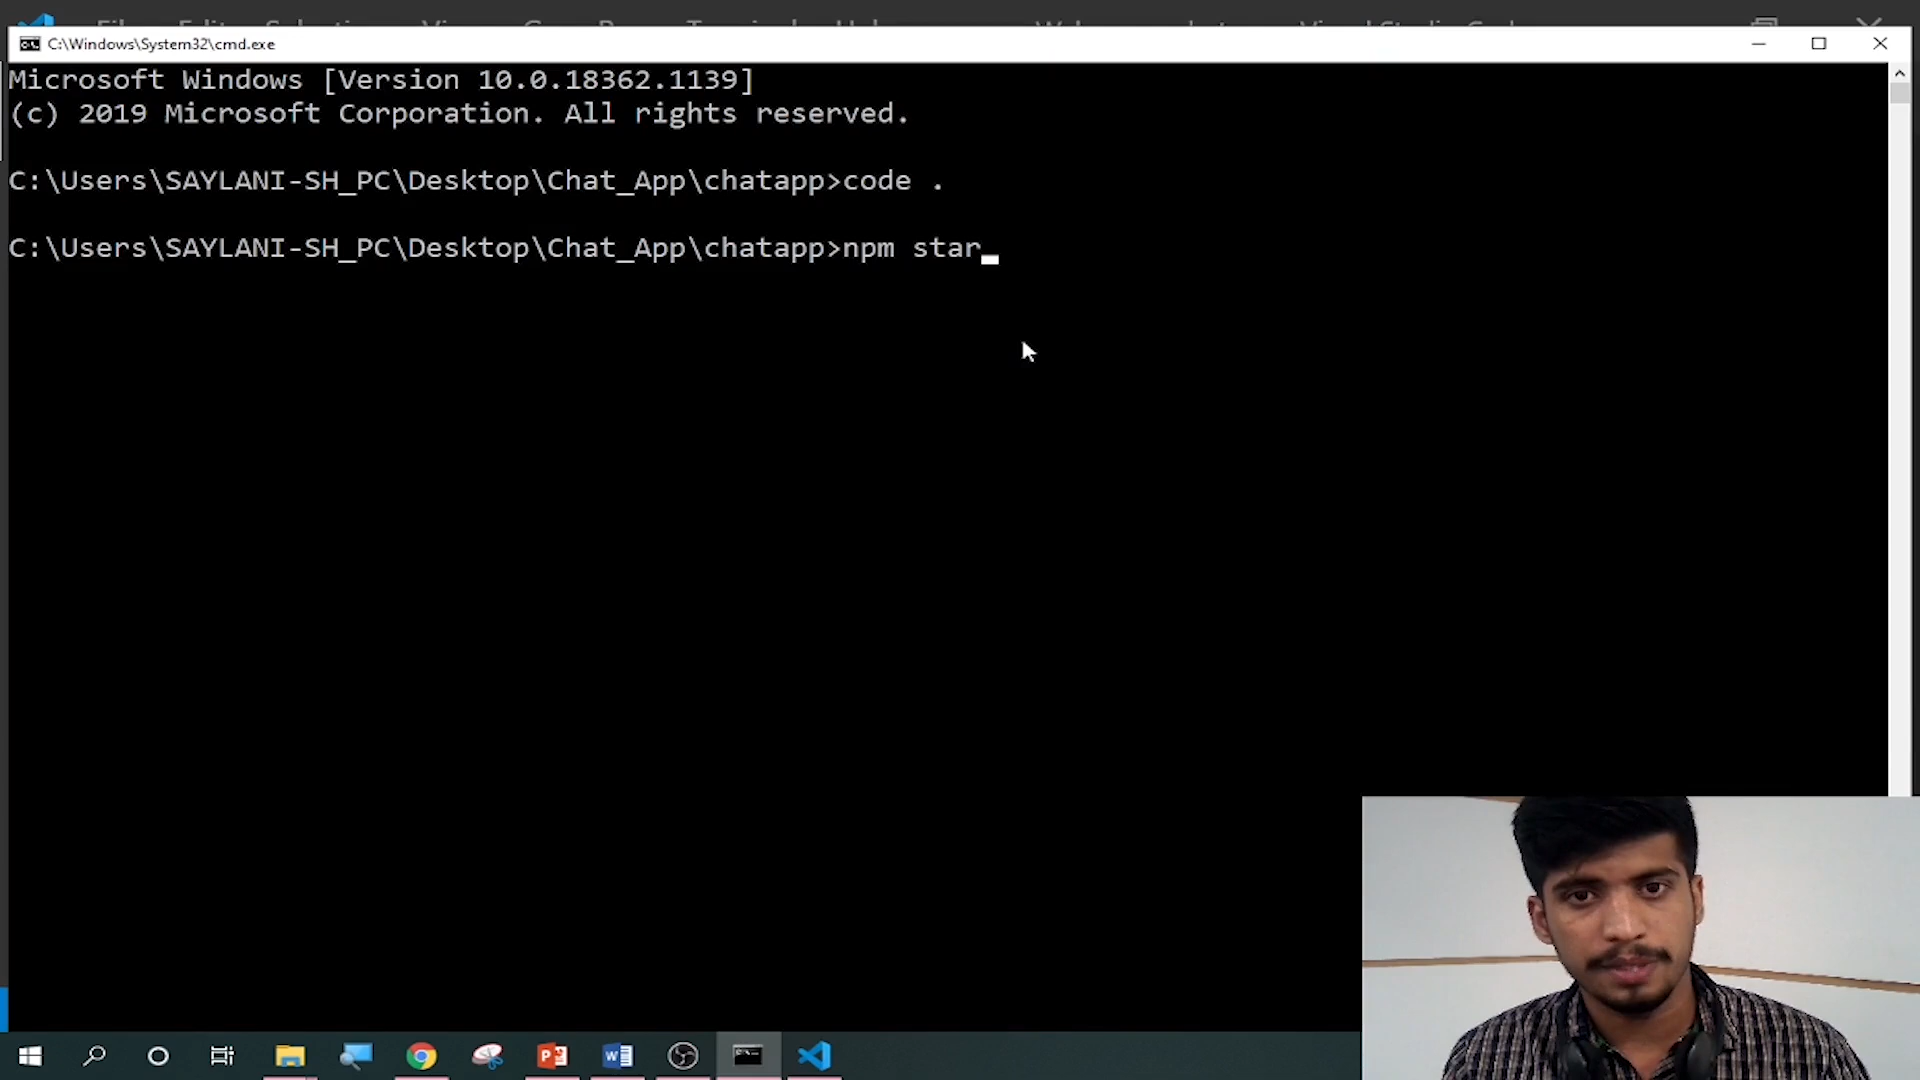 C:\Windows\System32\cmd.exe
Microsoft Windows [Version 10.0.18362.1139]
(c) 2019 Microsoft Corporation. All rights reserved.
C:\Users\SAYLANI-SH_PC\Desktop\Chat_App\chatapp>code .
C:\Users\SAYLANI-SH_PC\Desktop\Chat_App\chatapp>npm star